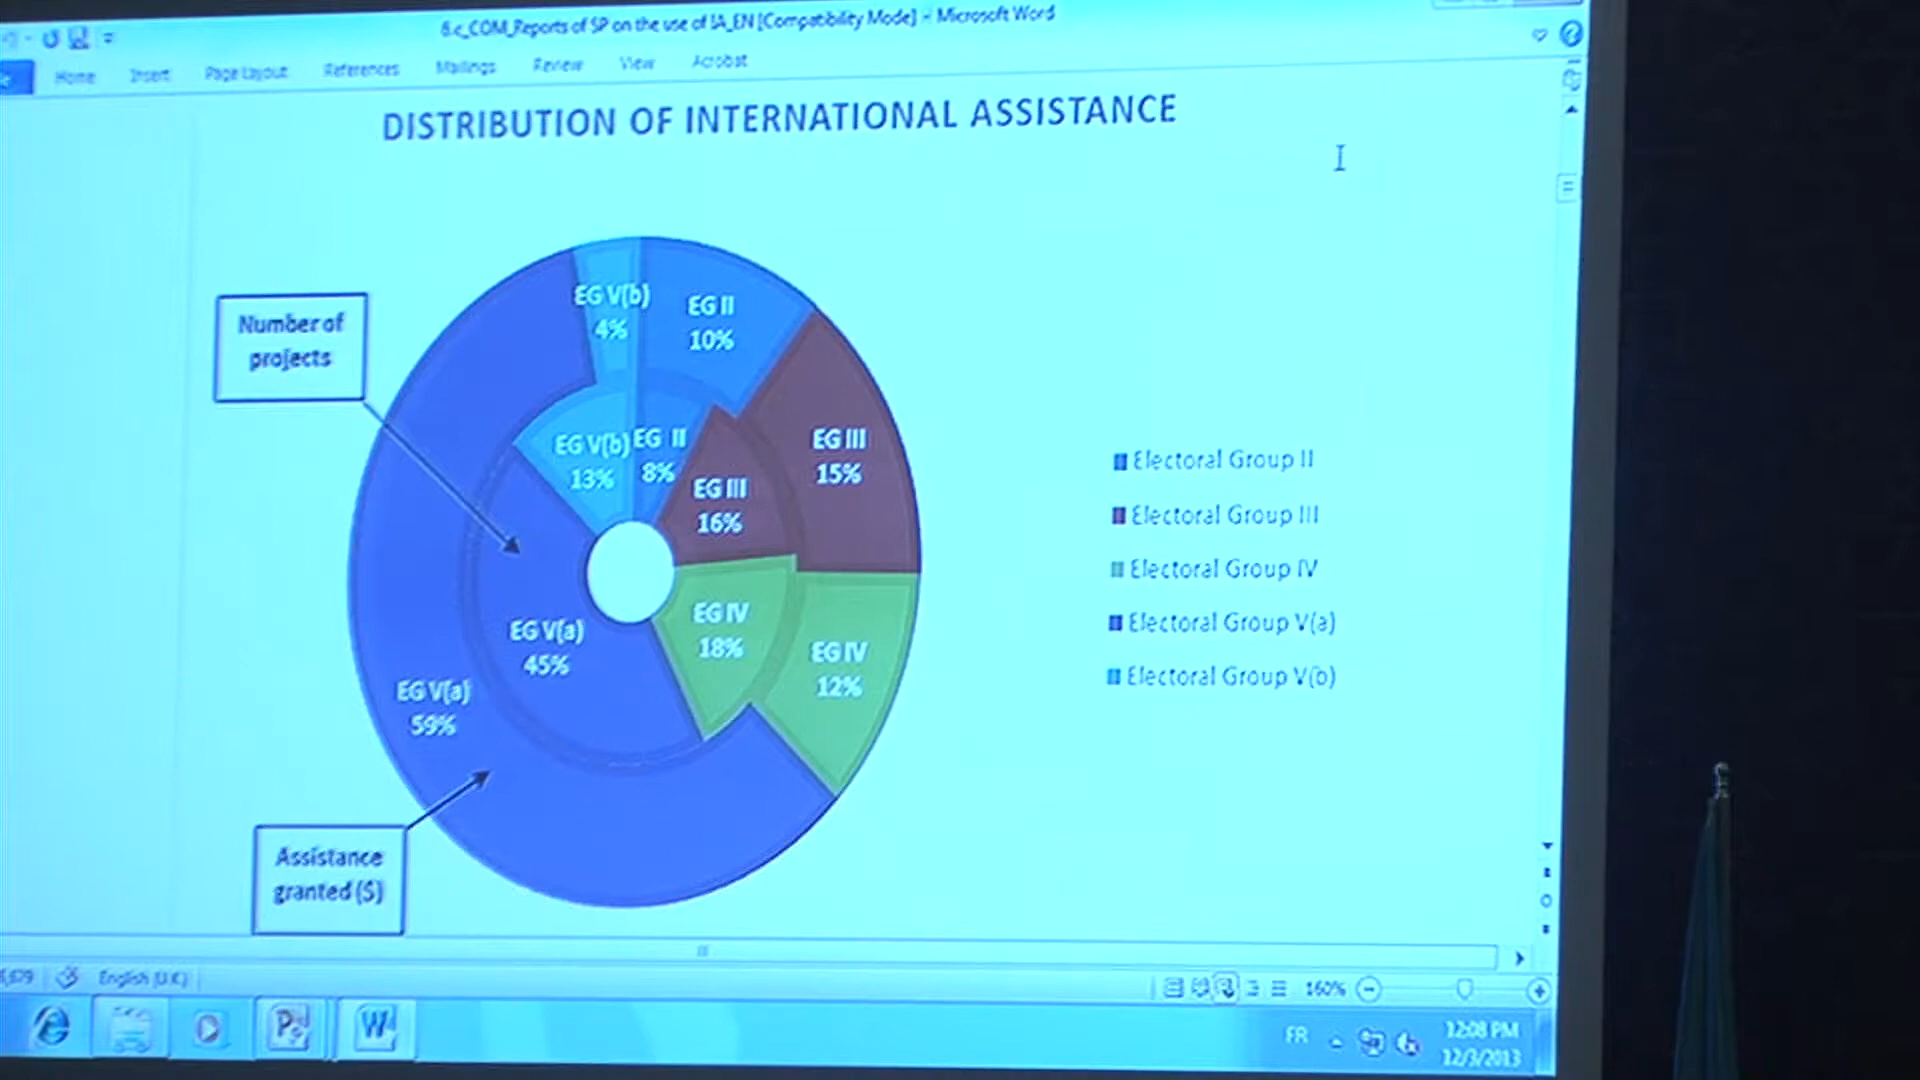 6.c_COM_Reports of SP on the use of IA_EN [Compatibility Mode] - Microsoft Word
Home Insert Page Layout References Mailings Review View Acrobat
DISTRIBUTION OF INTERNATIONAL ASSISTANCE
Number of
projects
EG V(b)
4%
EG II
10%
EG III
15%
EG V(b)
13%
EG II
8%
EG III
16%
EG IV
18%
EG IV
12%
EG V(a)
45%
EG V(a)
59%
Assistance
granted ($)
Electoral Group II
Electoral Group III
Electoral Group IV
Electoral Group V(a)
Electoral Group V(b)
English (U.K)
160%
FR
12:08 PM
12/3/2013